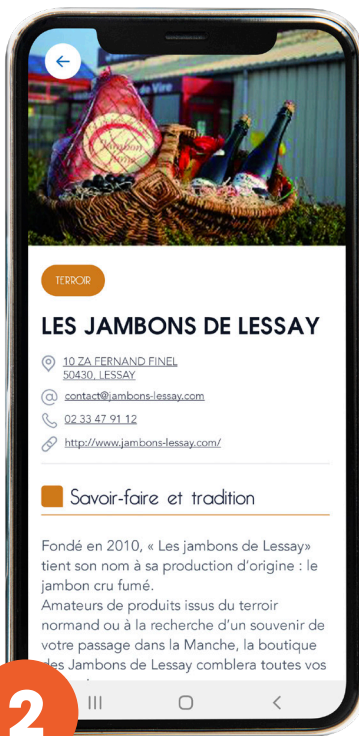 de Vire
Jambon
TERROIR
LES JAMBONS DE LESSAY
10 ZA FERNAND FINEL
50430, LESSAY
contact@jambons-lessay.com
02 33 47 91 12
http://www.jambons-lessay.com/
Savoir-faire et tradition
Fondé en 2010, « Les jambons de Lessay»
tient son nom à sa production d'origine : le
jambon cru fumé.
Amateurs de produits issus du terroir
normand ou à la recherche d'un souvenir de
votre passage dans la Manche, la boutique
des Jambons de Lessay comblera toutes vos
2